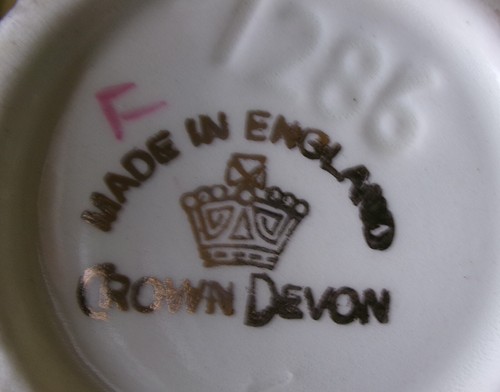 1286
F
MADE IN ENGLAND
CROWN DEVON